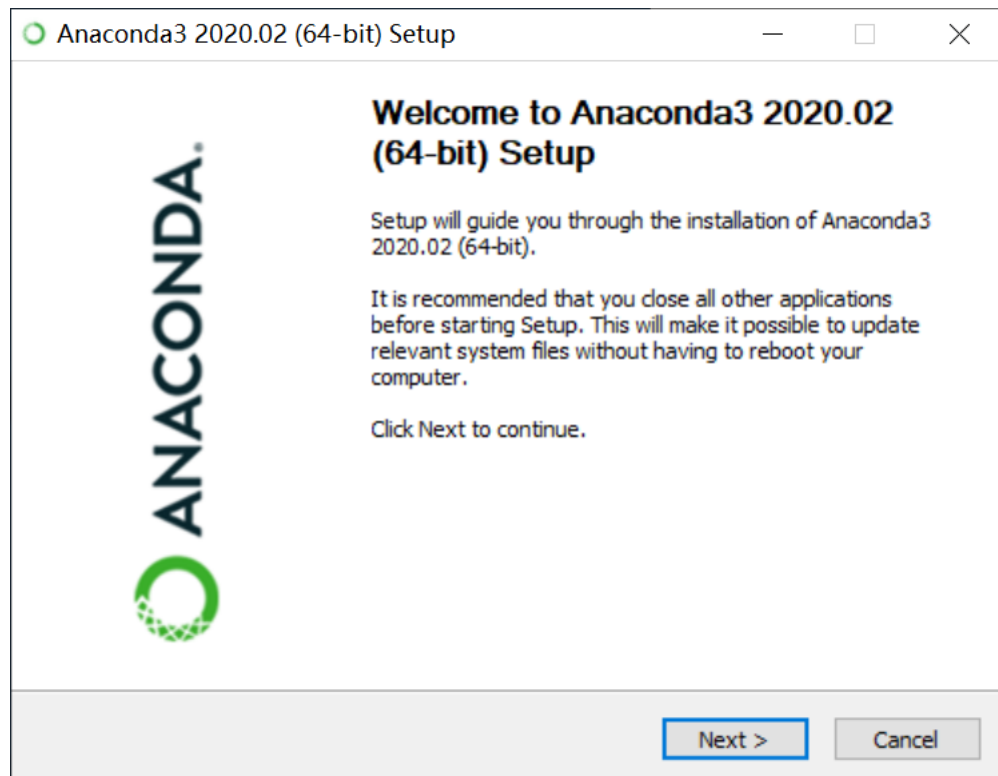 Anaconda3 2020.02 (64-bit) Setup
Welcome to Anaconda3 2020.02
(64-bit) Setup
Setup will guide you through the installation of Anaconda3
2020.02 (64-bit).
It is recommended that you close all other applications
before starting Setup. This will make it possible to update
relevant system files without having to reboot your
computer.
Click Next to continue.
ANACONDA.
Next >
Cancel